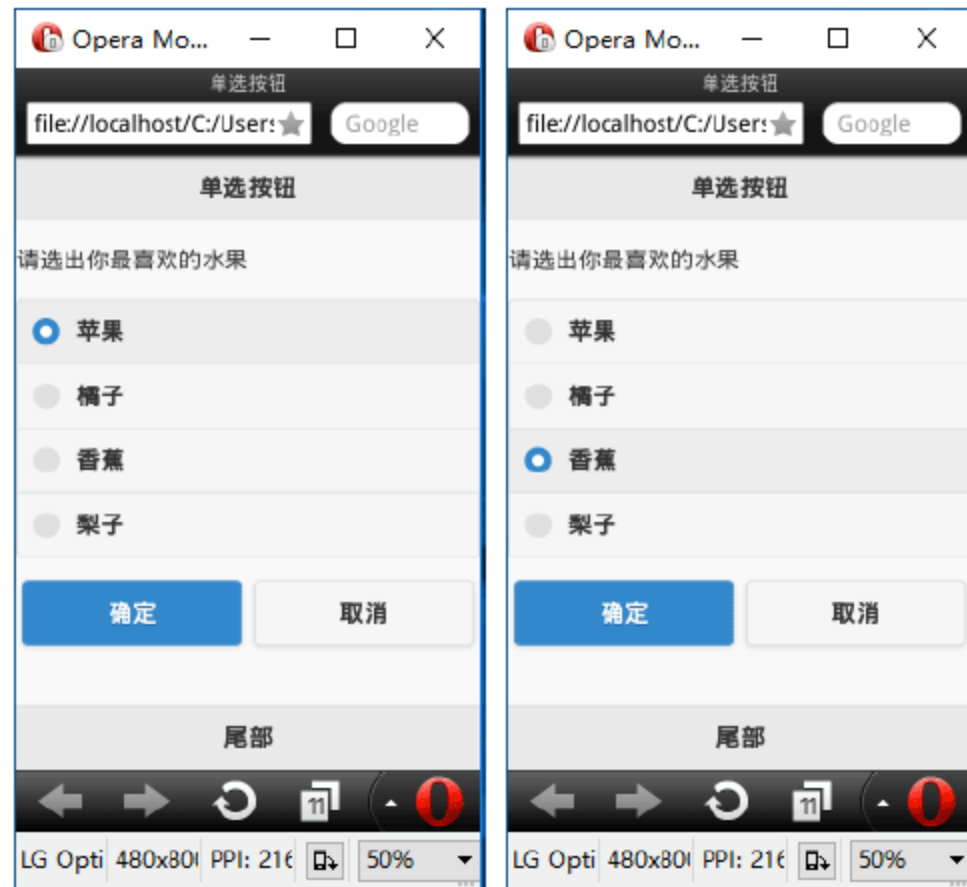 Opera Mo...
单选按钮
file://localhost/C:/Users
Google
单选按钮
请选出你最喜欢的水果
苹果
橘子
香蕉
梨子
确定
取消
尾部
11
LG Opti 480x80 PPI: 216 50%
Opera Mo...
单选按钮
file://localhost/C:/Users
Google
单选按钮
请选出你最喜欢的水果
苹果
橘子
香蕉
梨子
确定
取消
尾部
11
LG Opti 480x80 PPI: 216 50%